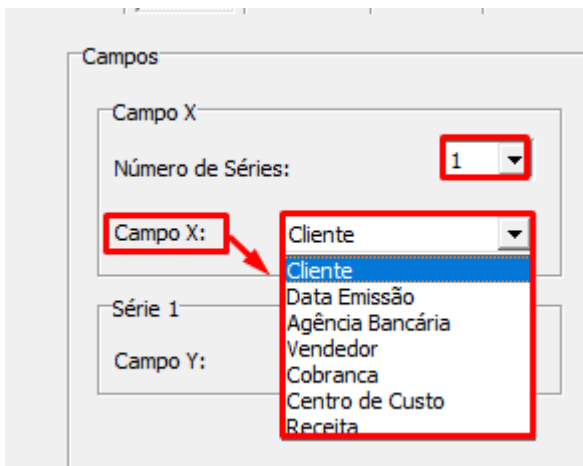 Campos
Campo X
Número de Séries:
1
Campo X:
Cliente
Cliente
Data Emissão
Agência Bancária
Vendedor
Cobranca
Centro de Custo
Receita
Série 1
Campo Y: